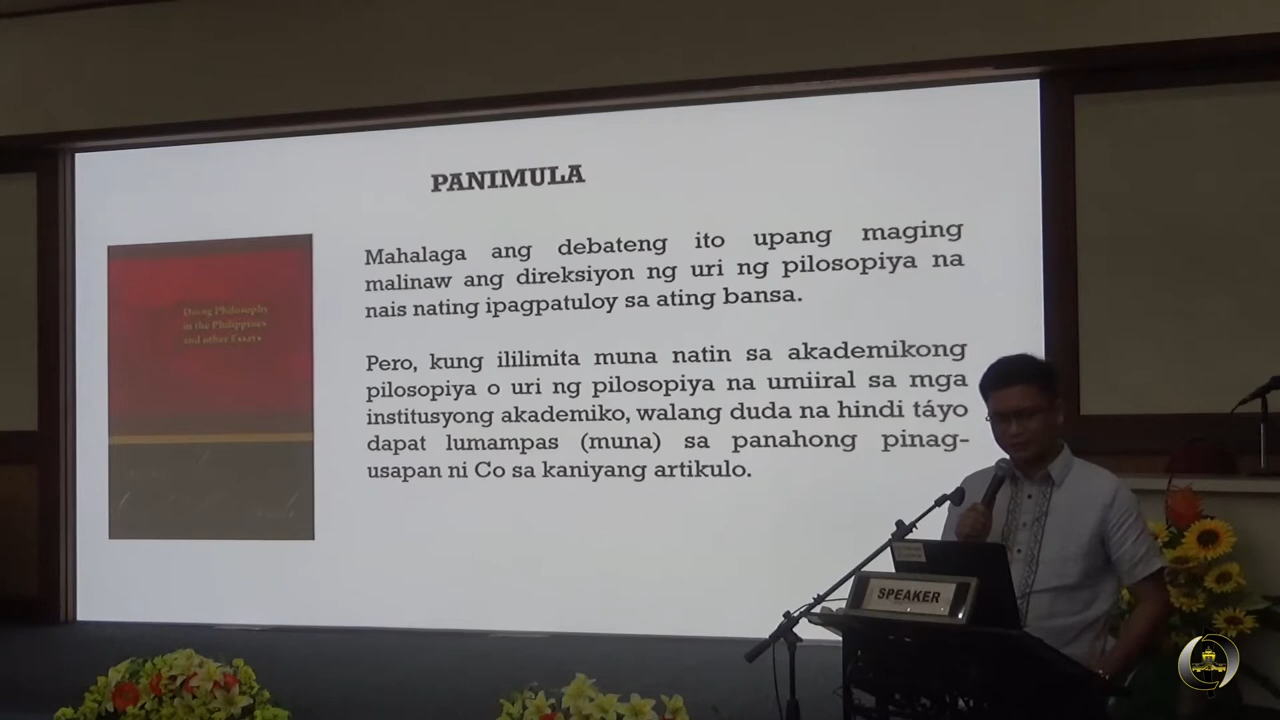 PANIMULA
Mahalaga ang debateng ito upang maging
malinaw ang direksiyon ng uri ng pilosopiya na
nais nating ipagpatuloy sa ating bansa.
Pero, kung ililimita muna natin sa akademikong
pilosopiya o uri ng pilosopiya na umiiral sa mga
institusyong akademiko, walang duda na hindi táyo
dapat lumampas (muna) sa panahong pinag-
usapan ni Co sa kaniyang artikulo.
Doing Philosophy
in the Philippines
and other Essays
SPEAKER